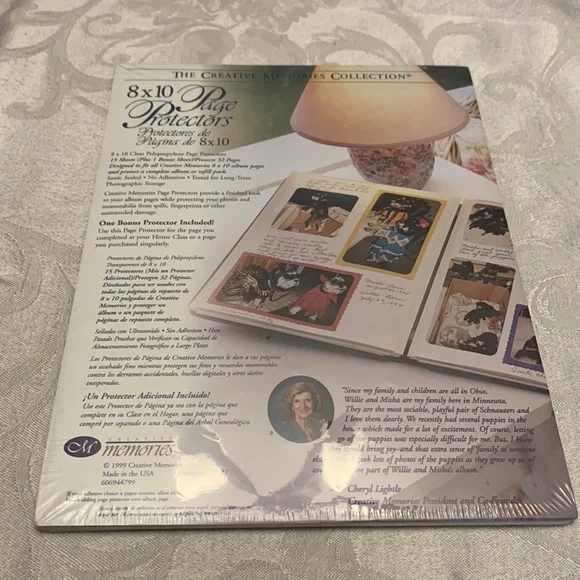 THE CREATIVE MEMORIES COLLECTION®
8 x 10 Page
Protectors
Protectores de
Página de 8x10
8 x 10 Clear Polypropylene Page Protectors
15 Sheets (Plus 1 Bonus Sheet)/Protects 32 Pages
Designed to fit all Creative Memories 8 x 10 album pages
and protect a complete album or refill pack.
Sonic Sealed • No Adhesives • Tested for Long-Term
Photographic Storage
Creative Memories Page Protectors provide a finished look
to your album pages while protecting your photos and
memorabilia from spills, fingerprints or other
unintended damage.
One Bonus Protector Included!
Use this Page Protector for the page you
completed at your Home Class or a page
you purchased singularly.
Protectores de Página de Polipropileno
Transparente de 8 x 10
15 Protectores (Más un Protector
Adicional)/Protegen 32 Páginas.
Diseñados para ser usados con
todas las páginas de repuesto de
8 x 10 pulgadas de Creative
Memories y proteger un
álbum o un paquete de
páginas de repuesto completo.
Sellados con Ultrasonido • Sin Adhesivos • Han
Pasado Pruebas que Verifican su Capacidad de
Almacenamiento Fotográfico a Largo Plazo
Los Protectores de Página de Creative Memories le dan a sus páginas
un acabado fino mientras protegen sus fotos y recuerdos memorables
contra los derrames accidentales, huellas digitales y otros daños
inesperados.
¡Un Protector Adicional Incluido!
Use este Protector de Página ya sea con la página que
complete en su Clase en el Hogar, una página que
compró por separado o una Página del Árbol Genealógico.
CM
CREATIVE
memories
© 1999 Creative Memories
Made in the USA
606944799
"Since my family and children are all in Ohio,
Willie and Misha are my family here in Minnesota.
They are the most sociable, playful pair of Schnauzers and
I love them dearly. We recently had several puppies in the
house which made for a lot of excitement. Of course, letting
go of the puppies was especially difficult for me. But, I knew
they would bring joy–and that extra sense of 'family' to someone
else. I took lots of photos of the puppies as they grew up
part of Willie and Misha's album."
Cheryl Lightle
Creative Memories President and Co-Founder